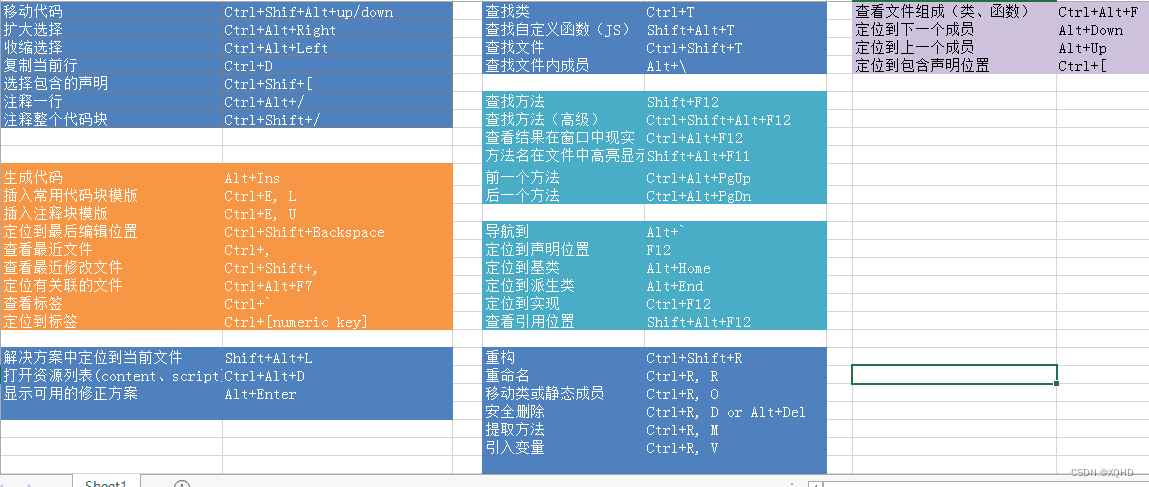 移动代码 Ctrl+Shif+Alt+up/down
扩大选择 Ctrl+Alt+Right
收缩选择 Ctrl+Alt+Left
复制当前行 Ctrl+D
选择包含的声明 Ctrl+Shif+[
注释一行 Ctrl+Alt+/
注释整个代码块 Ctrl+Shift+/
生成代码 Alt+Ins
插入常用代码块模版 Ctrl+E, L
插入注释块模版 Ctrl+E, U
定位到最后编辑位置 Ctrl+Shift+Backspace
查看最近文件 Ctrl+,
查看最近修改文件 Ctrl+Shift+,
定位有关联的文件 Ctrl+Alt+F7
查看标签 Ctrl+`
定位到标签 Ctrl+[numeric key]
解决方案中定位到当前文件 Shift+Alt+L
打开资源列表(content、script Ctrl+Alt+D
显示可用的修正方案 Alt+Enter
查找类 Ctrl+T
查找自定义函数（JS） Shift+Alt+T
查找文件 Ctrl+Shift+T
查找文件内成员 Alt+\
查找方法 Shift+F12
查找方法（高级） Ctrl+Shift+Alt+F12
查看结果在窗口中现实 Ctrl+Alt+F12
方法名在文件中高亮显示 Shift+Alt+F11
前一个方法 Ctrl+Alt+PgUp
后一个方法 Ctrl+Alt+PgDn
导航到 Alt+`
定位到声明位置 F12
定位到基类 Alt+Home
定位到派生类 Alt+End
定位到实现 Ctrl+F12
查看引用位置 Shift+Alt+F12
重构 Ctrl+Shift+R
重命名 Ctrl+R, R
移动类或静态成员 Ctrl+R, O
安全删除 Ctrl+R, D or Alt+Del
提取方法 Ctrl+R, M
引入变量 Ctrl+R, V
查看文件组成（类、函数） Ctrl+Alt+F
定位到下一个成员 Alt+Down
定位到上一个成员 Alt+Up
定位到包含声明位置 Ctrl+[
Sheet1
CSDN @XQHD